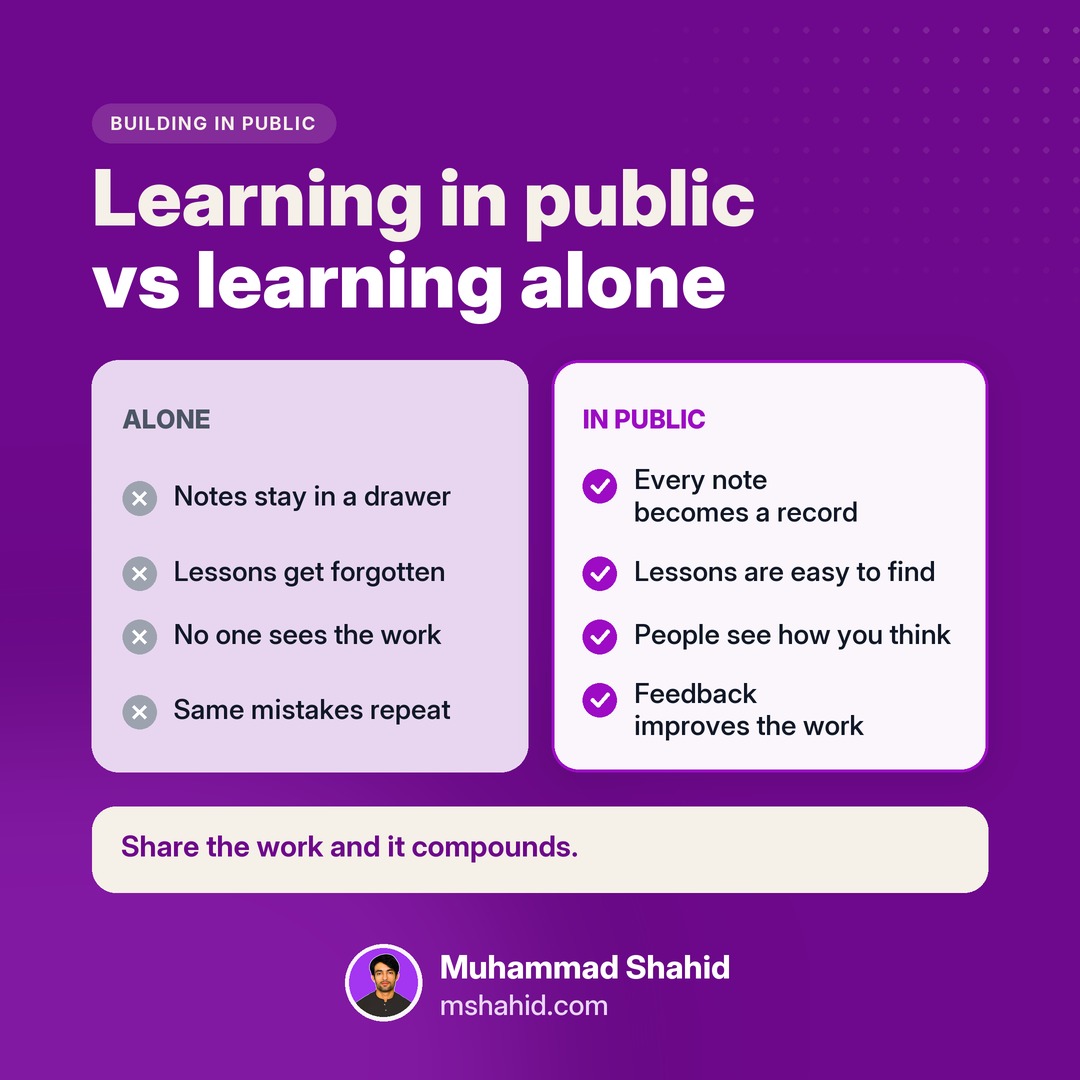 BUILDING IN PUBLIC
Learning in public
vs learning alone
ALONE
Notes stay in a drawer
Lessons get forgotten
No one sees the work
Same mistakes repeat
IN PUBLIC
Every note
becomes a record
Lessons are easy to find
People see how you think
Feedback
improves the work
Share the work and it compounds.
Muhammad Shahid
mshahid.com